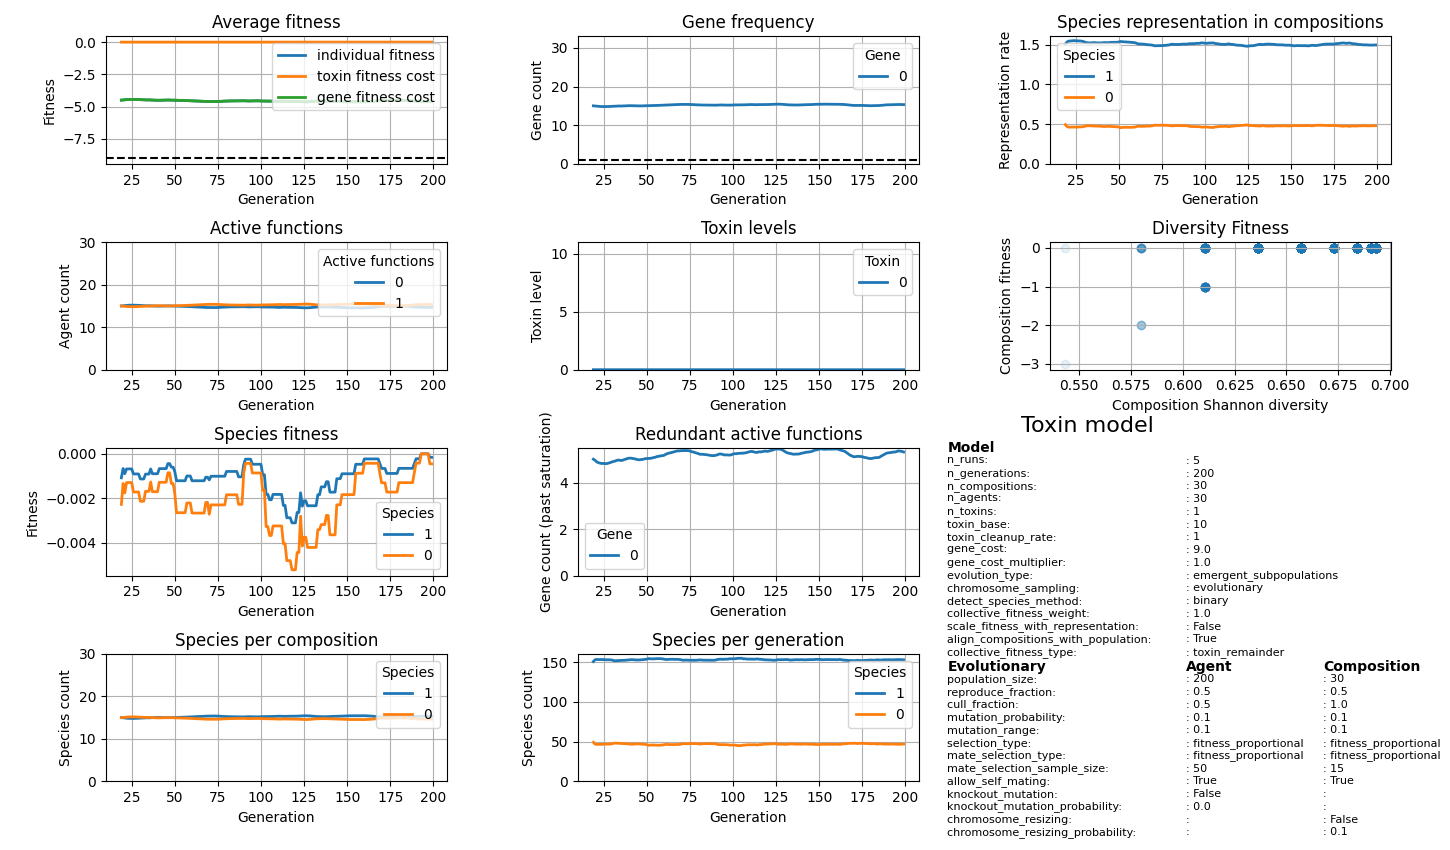 Average fitness
Fitness
0.0
−2.5
−5.0
−7.5
individual fitness
toxin fitness cost
gene fitness cost
25 50 75 100 125 150 175 200
Generation
Gene frequency
Gene count
30
20
10
0
Gene
0
25 50 75 100 125 150 175 200
Generation
Species representation in compositions
Representation rate
1.5
1.0
0.5
0.0
Species
1
0
25 50 75 100 125 150 175 200
Generation
Active functions
Agent count
30
20
10
0
Active functions
0
1
25 50 75 100 125 150 175 200
Generation
Toxin levels
Toxin level
10
5
0
Toxin
0
25 50 75 100 125 150 175 200
Generation
Diversity Fitness
Composition fitness
0
−1
−2
−3
0.550 0.575 0.600 0.625 0.650 0.675 0.700
Composition Shannon diversity
Species fitness
Fitness
0.000
−0.002
−0.004
Species
1
0
25 50 75 100 125 150 175 200
Generation
Redundant active functions
Gene count (past saturation)
4
2
0
Gene
0
25 50 75 100 125 150 175 200
Generation
Species per composition
Species count
30
20
10
0
Species
1
0
25 50 75 100 125 150 175 200
Generation
Species per generation
Species count
150
100
50
0
Species
1
0
25 50 75 100 125 150 175 200
Generation
Toxin model
Model
n_runs: : 5
n_generations: : 200
n_compositions: : 30
n_agents: : 30
n_toxins: : 1
toxin_base: : 10
toxin_cleanup_rate: : 1
gene_cost: : 9.0
gene_cost_multiplier: : 1.0
evolution_type: : emergent_subpopulations
chromosome_sampling: : evolutionary
detect_species_method: : binary
collective_fitness_weight: : 1.0
scale_fitness_with_representation: : False
align_compositions_with_population: : True
collective_fitness_type: : toxin_remainder
Evolutionary Agent Composition
population_size: : 200 : 30
reproduce_fraction: : 0.5 : 0.5
cull_fraction: : 0.5 : 1.0
mutation_probability: : 0.1 : 0.1
mutation_range: : 0.1 : 0.1
selection_type: : fitness_proportional : fitness_proportional
mate_selection_type: : fitness_proportional : fitness_proportional
mate_selection_sample_size: : 50 : 15
allow_self_mating: : True : True
knockout_mutation: : False :
knockout_mutation_probability: : 0.0 :
chromosome_resizing: : : False
chromosome_resizing_probability: : : 0.1